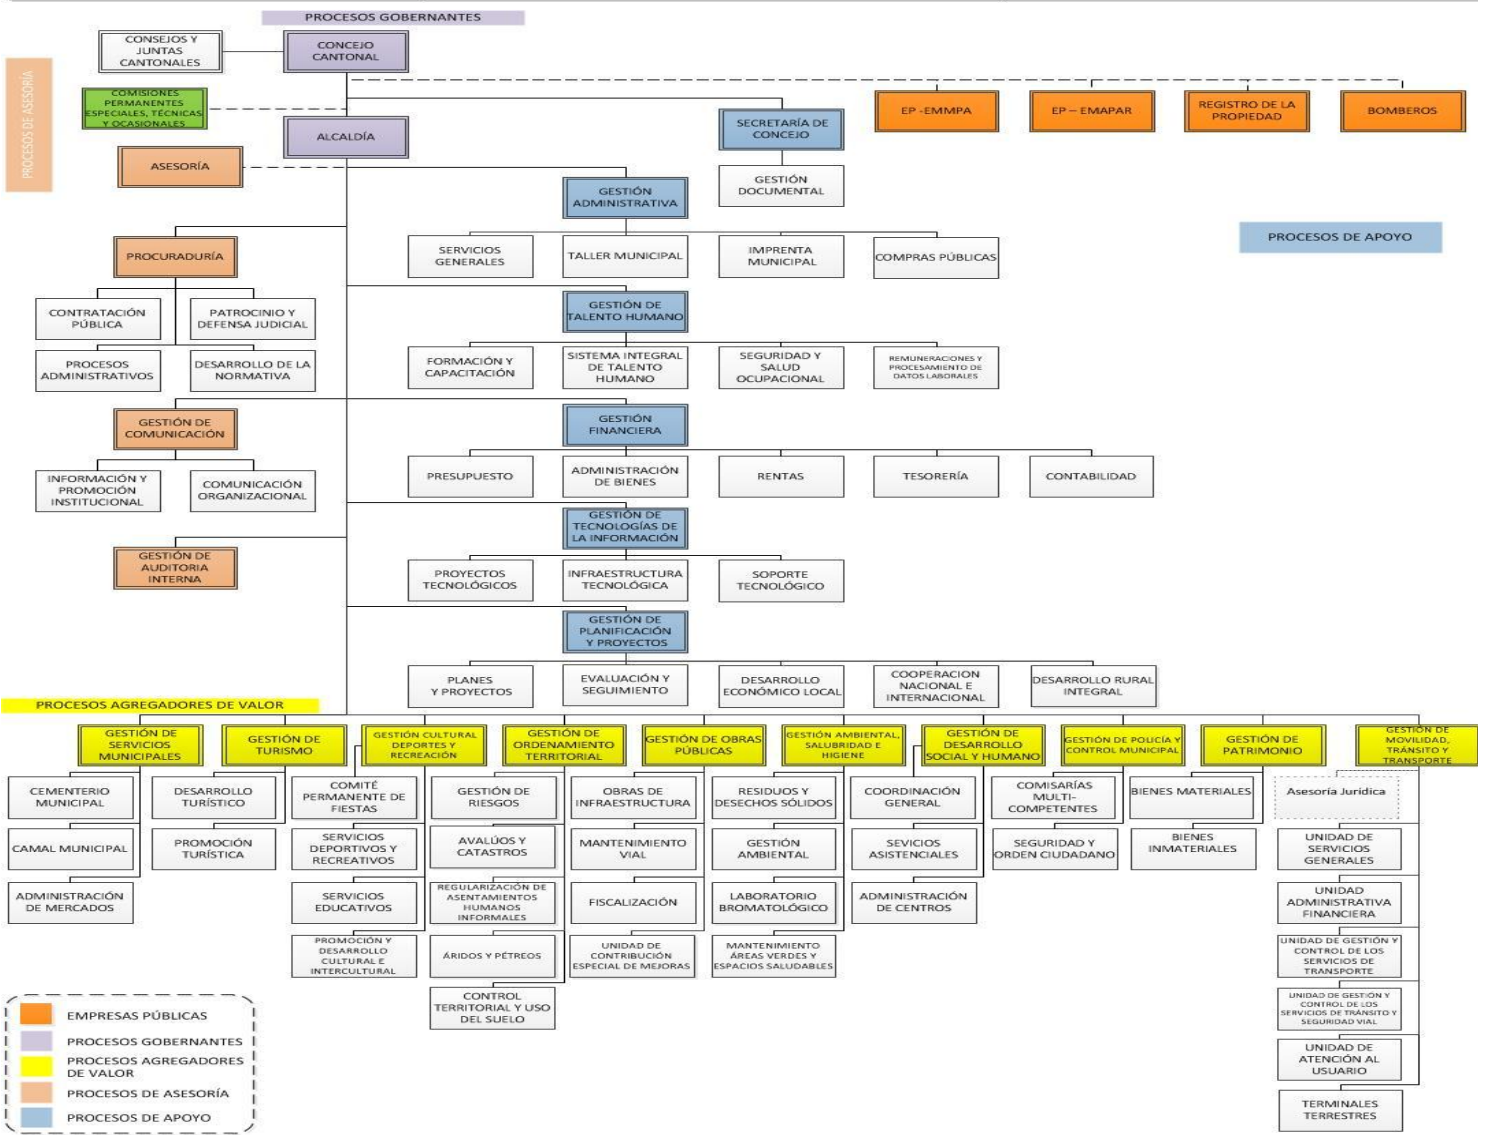 PROCESOS GOBERNANTES
CONSEJOS Y
JUNTAS
CANTONALES
CONCEJO
CANTONAL
PROCESOS DE ASESORÍA
COMISIONES
PERMANENTES
ESPECIALES, TÉCNICAS
Y OCASIONALES
ALCALDÍA
SECRETARÍA DE
CONCEJO
EP -EMMPA
EP – EMAPAR
REGISTRO DE LA
PROPIEDAD
BOMBEROS
ASESORÍA
GESTIÓN
DOCUMENTAL
GESTIÓN
ADMINISTRATIVA
PROCESOS DE APOYO
PROCURADURÍA
SERVICIOS
GENERALES
TALLER MUNICIPAL
IMPRENTA
MUNICIPAL
COMPRAS PÚBLICAS
CONTRATACIÓN
PÚBLICA
PATROCINIO Y
DEFENSA JUDICIAL
GESTIÓN DE
TALENTO HUMANO
PROCESOS
ADMINISTRATIVOS
DESARROLLO DE LA
NORMATIVA
FORMACIÓN Y
CAPACITACIÓN
SISTEMA INTEGRAL
DE TALENTO
HUMANO
SEGURIDAD Y
SALUD
OCUPACIONAL
REMUNERACIONES Y
PROCESAMIENTO DE
DATOS LABORALES
GESTIÓN DE
COMUNICACIÓN
GESTIÓN
FINANCIERA
INFORMACIÓN Y
PROMOCIÓN
INSTITUCIONAL
COMUNICACIÓN
ORGANIZACIONAL
PRESUPUESTO
ADMINISTRACIÓN
DE BIENES
RENTAS
TESORERÍA
CONTABILIDAD
GESTIÓN DE
TECNOLOGÍAS DE
LA INFORMACIÓN
GESTIÓN DE
AUDITORIA
INTERNA
PROYECTOS
TECNOLÓGICOS
INFRAESTRUCTURA
TECNOLÓGICA
SOPORTE
TECNOLÓGICO
GESTIÓN DE
PLANIFICACIÓN
Y PROYECTOS
PLANES
Y PROYECTOS
EVALUACIÓN Y
SEGUIMIENTO
DESARROLLO
ECONÓMICO LOCAL
COOPERACION
NACIONAL E
INTERNACIONAL
DESARROLLO RURAL
INTEGRAL
PROCESOS AGREGADORES DE VALOR
GESTIÓN DE
SERVICIOS
MUNICIPALES
GESTIÓN DE
TURISMO
GESTIÓN CULTURAL
DEPORTES Y
RECREACIÓN
GESTIÓN DE
ORDENAMIENTO
TERRITORIAL
GESTIÓN DE OBRAS
PÚBLICAS
GESTIÓN AMBIENTAL,
SALUBRIDAD E
HIGIENE
GESTIÓN DE
DESARROLLO
SOCIAL Y HUMANO
GESTIÓN DE POLICÍA Y
CONTROL MUNICIPAL
GESTIÓN DE
PATRIMONIO
GESTIÓN DE
MOVILIDAD,
TRÁNSITO Y
TRANSPORTE
CEMENTERIO
MUNICIPAL
DESARROLLO
TURÍSTICO
COMITÉ
PERMANENTE DE
FIESTAS
GESTIÓN DE
RIESGOS
OBRAS DE
INFRAESTRUCTURA
RESIDUOS Y
DESECHOS SÓLIDOS
COORDINACIÓN
GENERAL
COMISARÍAS
MULTI-
COMPETENTES
BIENES MATERIALES
Asesoría Jurídica
CAMAL MUNICIPAL
PROMOCIÓN
TURÍSTICA
SERVICIOS
DEPORTIVOS Y
RECREATIVOS
AVALÚOS Y
CATASTROS
MANTENIMIENTO
VIAL
GESTIÓN
AMBIENTAL
SEVICIOS
ASISTENCIALES
SEGURIDAD Y
ORDEN CIUDADANO
BIENES
INMATERIALES
UNIDAD DE
SERVICIOS
GENERALES
ADMINISTRACIÓN
DE MERCADOS
SERVICIOS
EDUCATIVOS
REGULARIZACIÓN DE
ASENTAMIENTOS
HUMANOS
INFORMALES
FISCALIZACIÓN
LABORATORIO
BROMATOLÓGICO
ADMINISTRACIÓN
DE CENTROS
UNIDAD
ADMINISTRATIVA
FINANCIERA
PROMOCIÓN Y
DESARROLLO
CULTURAL E
INTERCULTURAL
ÁRIDOS Y PÉTREOS
UNIDAD DE
CONTRIBUCIÓN
ESPECIAL DE MEJORAS
MANTENIMIENTO
ÁREAS VERDES Y
ESPACIOS SALUDABLES
UNIDAD DE GESTIÓN Y
CONTROL DE LOS
SERVICIOS DE
TRANSPORTE
CONTROL
TERRITORIAL Y USO
DEL SUELO
UNIDAD DE GESTIÓN Y
CONTROL DE LOS
SERVICIOS DE TRÁNSITO Y
SEGURIDAD VIAL
UNIDAD DE
ATENCIÓN AL
USUARIO
TERMINALES
TERRESTRES
EMPRESAS PÚBLICAS
PROCESOS GOBERNANTES
PROCESOS AGREGADORES
DE VALOR
PROCESOS DE ASESORÍA
PROCESOS DE APOYO